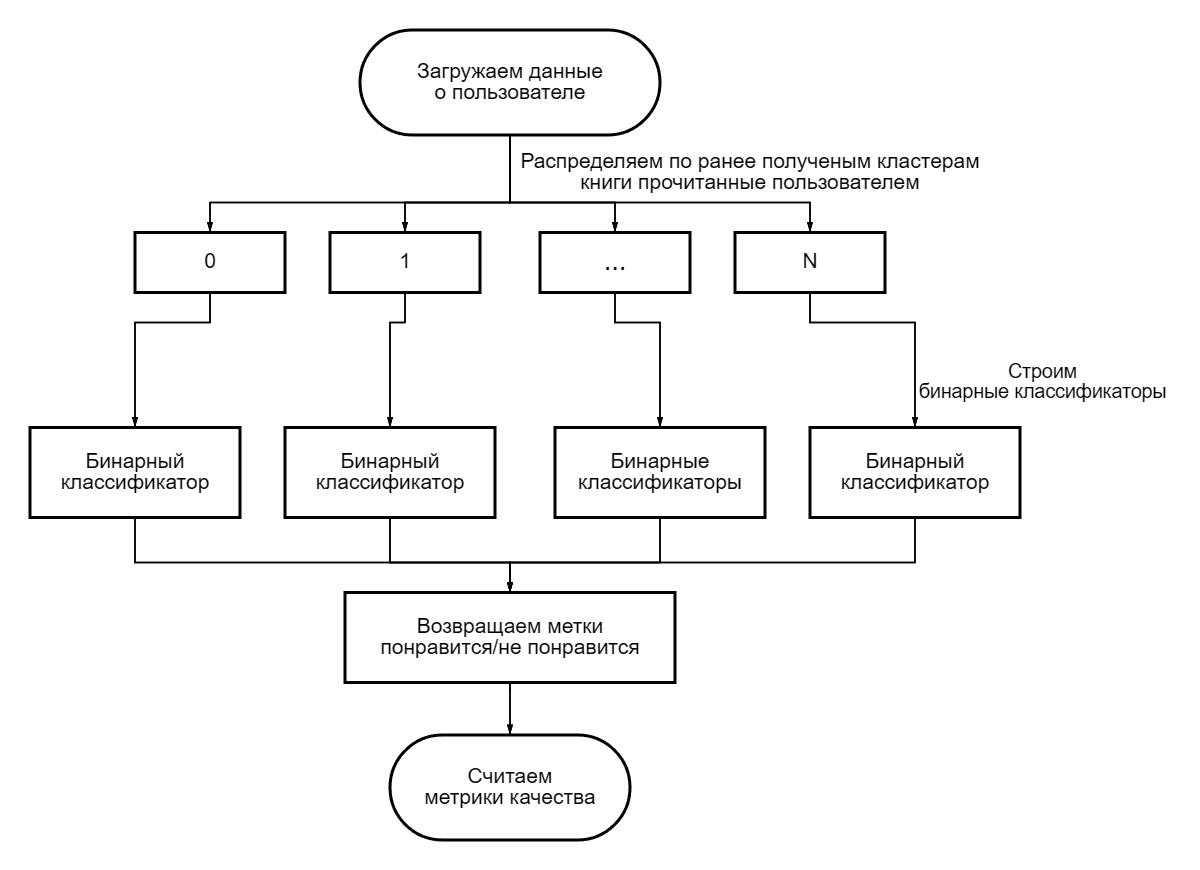 Загружаем данные
о пользователе
Распределяем по ранее полученым кластерам
книги прочитанные пользователем
0
1
...
N
Строим
бинарные классификаторы
Бинарный
классификатор
Бинарный
классификатор
Бинарные
классификаторы
Бинарный
классификатор
Возвращаем метки
понравится/не понравится
Считаем
метрики качества